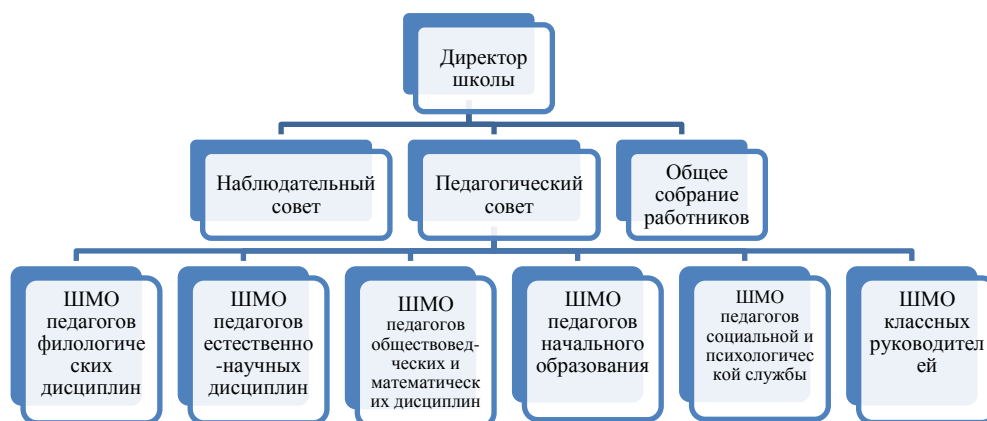 Директор
школы
Наблюдательный
совет
Педагогический
совет
Общее
собрание
работников
ШМО
педагогов
филологиче
ских
дисциплин
ШМО
педагогов
естественно
-научных
дисциплин
ШМО
педагогов
обществовед-
ческих и
математическ
их дисциплин
ШМО
педагогов
начального
образования
ШМО
педагогов
социальной и
психологичес
кой службы
ШМО
классных
руководител
ей